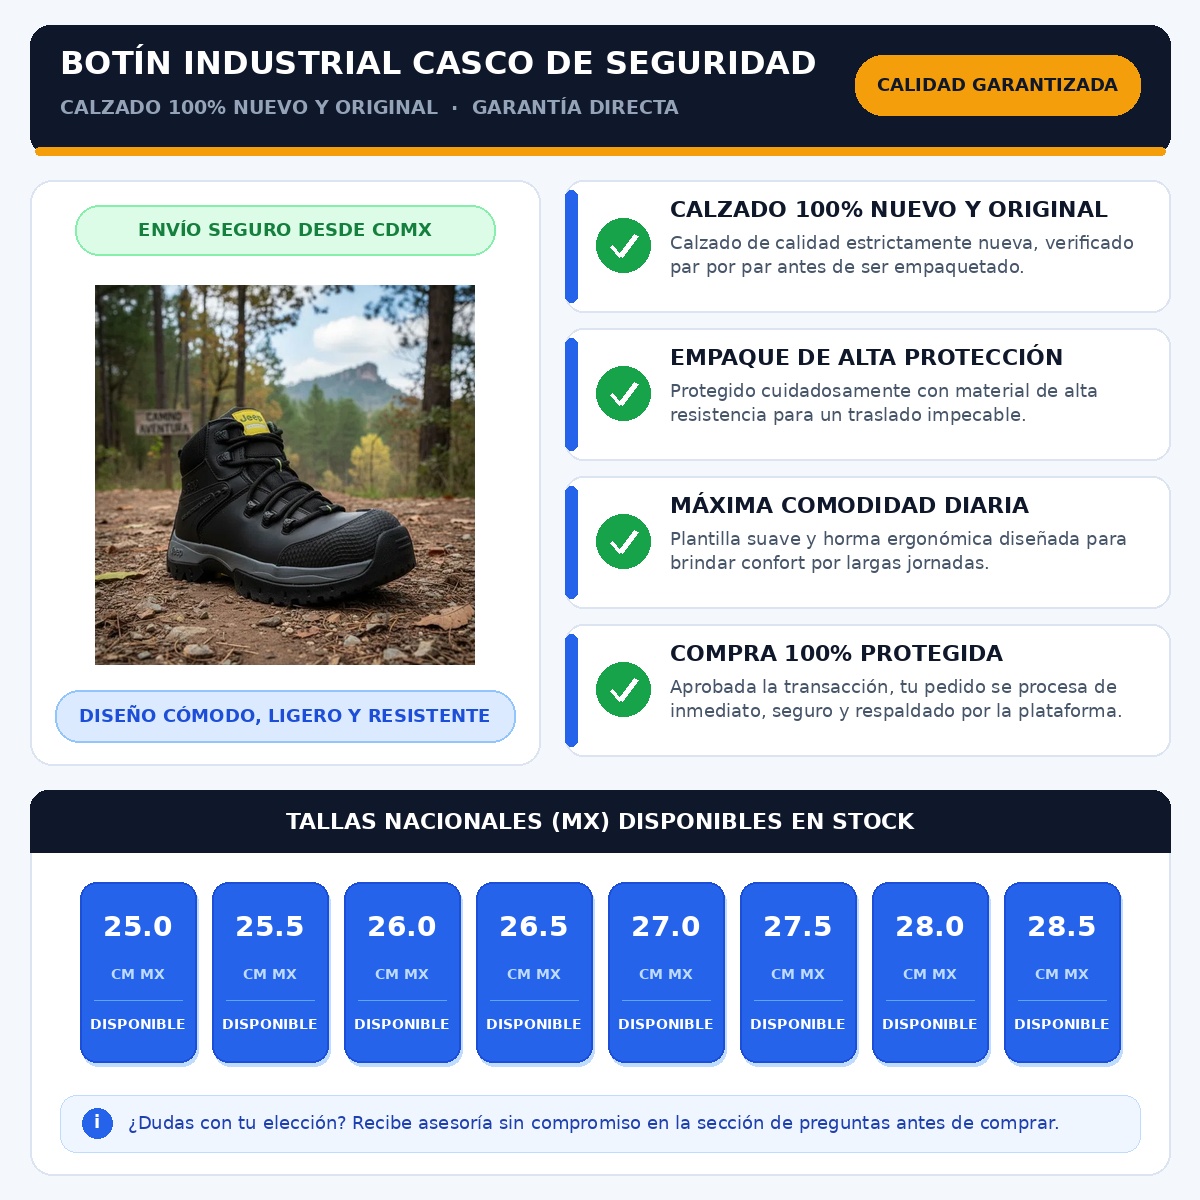 BOTÍN INDUSTRIAL CASCO DE SEGURIDAD
CALZADO 100% NUEVO Y ORIGINAL · GARANTÍA DIRECTA
CALIDAD GARANTIZADA
ENVÍO SEGURO DESDE CDMX
CAMINO
AVENTURA
Jeep
Jeep
DISEÑO CÓMODO, LIGERO Y RESISTENTE
CALZADO 100% NUEVO Y ORIGINAL
Calzado de calidad estrictamente nueva, verificado
par por par antes de ser empaquetado.
EMPAQUE DE ALTA PROTECCIÓN
Protegido cuidadosamente con material de alta
resistencia para un traslado impecable.
MÁXIMA COMODIDAD DIARIA
Plantilla suave y horma ergonómica diseñada para
brindar confort por largas jornadas.
COMPRA 100% PROTEGIDA
Aprobada la transacción, tu pedido se procesa de
inmediato, seguro y respaldado por la plataforma.
TALLAS NACIONALES (MX) DISPONIBLES EN STOCK
25.0 25.5 26.0 26.5 27.0 27.5 28.0 28.5
CM MX CM MX CM MX CM MX CM MX CM MX CM MX CM MX
DISPONIBLE DISPONIBLE DISPONIBLE DISPONIBLE DISPONIBLE DISPONIBLE DISPONIBLE DISPONIBLE
i ¿Dudas con tu elección? Recibe asesoría sin compromiso en la sección de preguntas antes de comprar.